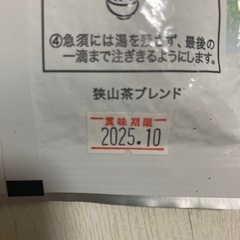 ④急須には湯を残さず、最後の
一滴まで注ぎきるようにします。
狭山茶ブレンド
賞味期限
2025.10